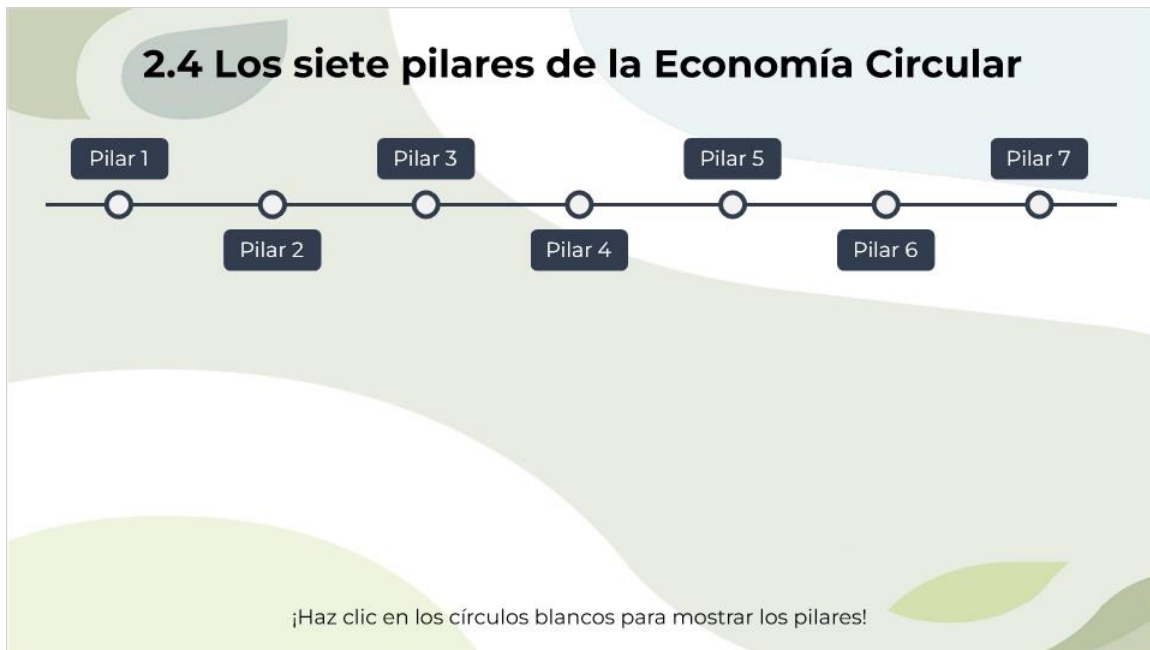 2.4 Los siete pilares de la Economía Circular
Pilar 1
Pilar 2
Pilar 3
Pilar 4
Pilar 5
Pilar 6
Pilar 7
¡Haz clic en los círculos blancos para mostrar los pilares!